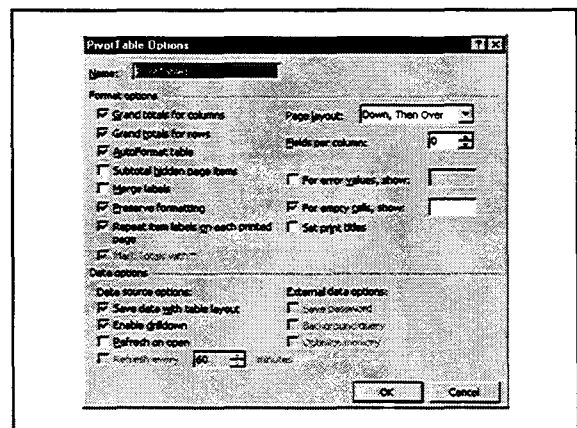 PivotTable Options
Name:
Format options
Grand totals for columns
Grand totals for rows
AutoFormat table
Subtotal hidden page items
Merge labels
Preserve formatting
Repeat item labels on each printed page
Mark Totals with *
Page layout: Down, Then Over
Fields per column: 0
For error values, show:
For empty cells, show:
Set print titles
Data options
Data source options:
Save data with table layout
Enable drilldown
Refresh on open
Refresh every 60 minutes
External data options:
Save password
Background query
Optimize memory
OK Cancel